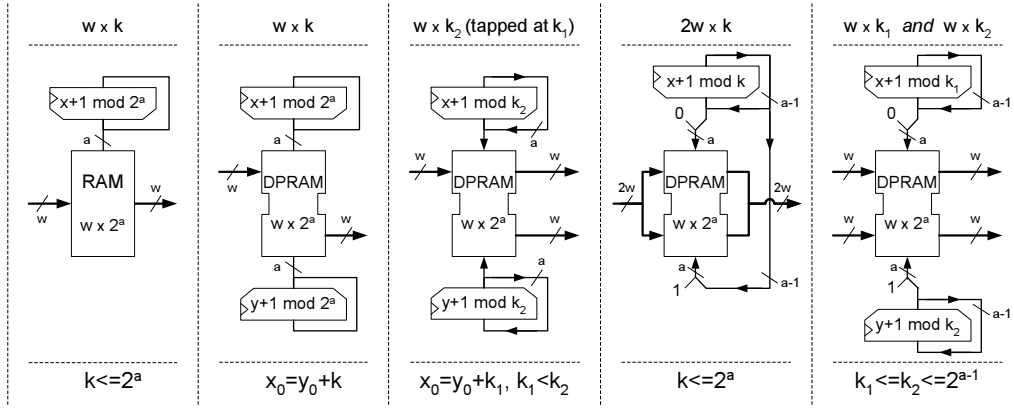 w x k
x+1 mod 2ᵃ
a
RAM
w
w
w x 2ᵃ
k<=2ᵃ
w x k
x+1 mod 2ᵃ
a
w
DPRAM
w x 2ᵃ
w
a
y+1 mod 2ᵃ
x₀=y₀+k
w x k₂ (tapped at k₁)
x+1 mod k₂
a
w
DPRAM
w
w x 2ᵃ
w
a
y+1 mod k₂
x₀=y₀+k₁, k₁<k₂
2w x k
x+1 mod k
a-1
0
a
DPRAM
2w
2w
w x 2ᵃ
a
1
a-1
k<=2ᵃ
w x k₁ and w x k₂
x+1 mod k₁
a-1
0
a
w
DPRAM
w
w
w x 2ᵃ
w
a
1
a-1
y+1 mod k₂
k₁<=k₂<=2ᵃ⁻¹